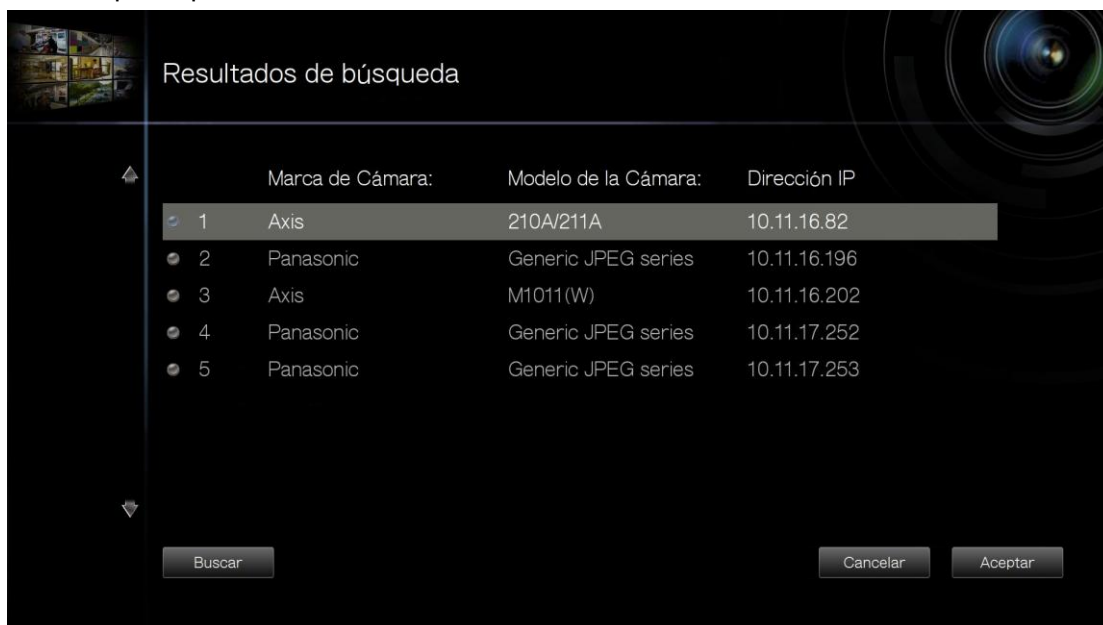 Resultados de búsqueda
Marca de Cámara: Modelo de la Cámara: Dirección IP
1 Axis 210A/211A 10.11.16.82
2 Panasonic Generic JPEG series 10.11.16.196
3 Axis M1011(W) 10.11.16.202
4 Panasonic Generic JPEG series 10.11.17.252
5 Panasonic Generic JPEG series 10.11.17.253
Buscar Cancelar Aceptar